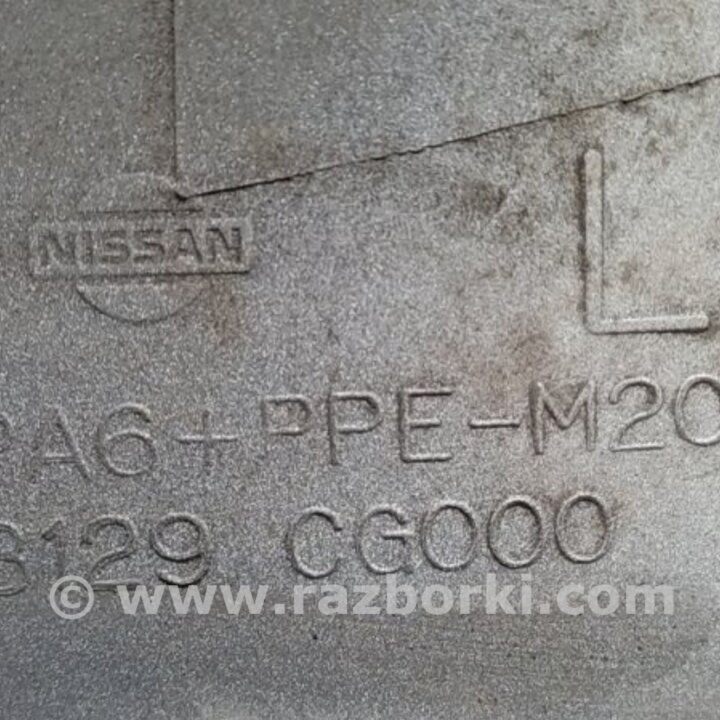 NISSAN
L
PA6+PPE-M20
3129 CG000
© www.razborki.com